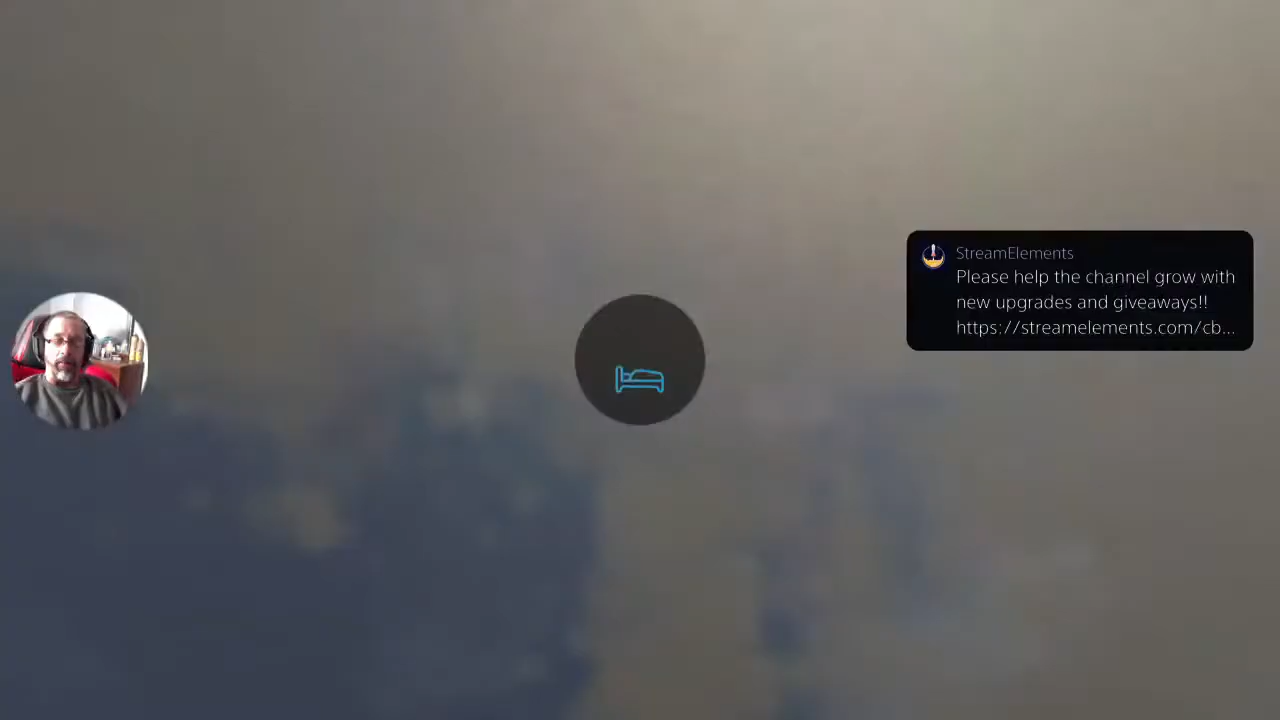 StreamElements
Please help the channel grow with
new upgrades and giveaways!!
https://streamelements.com/cb...